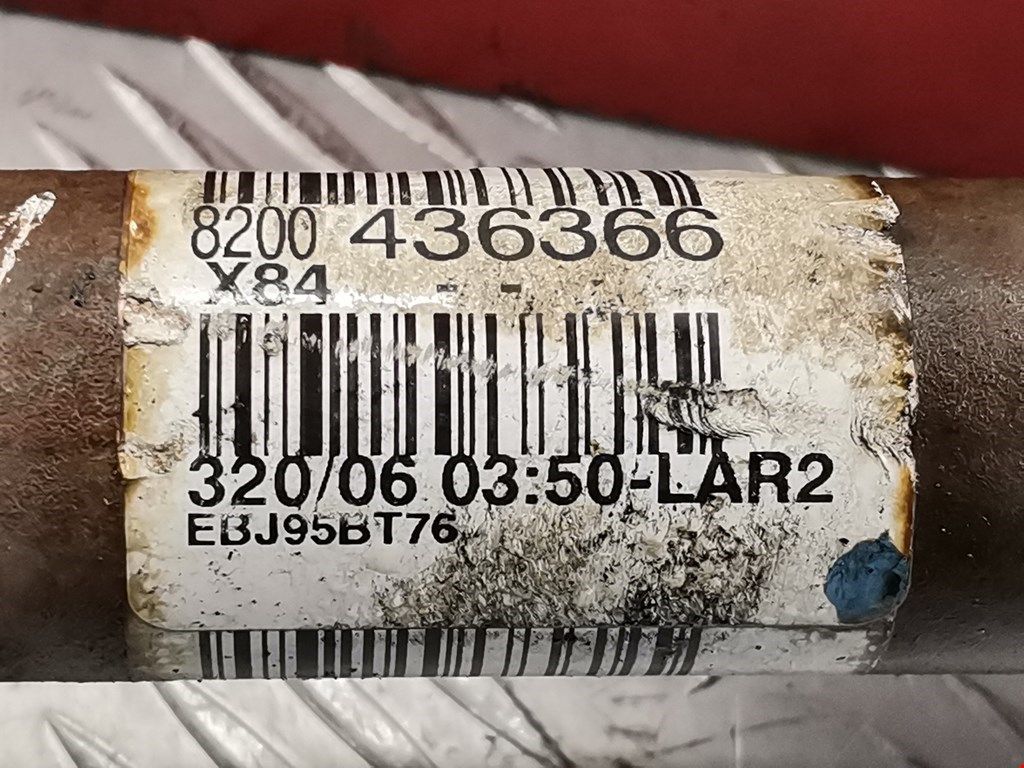 8200 436366
X84 - - -
320/06 03:50-LAR2
EBJ95BT76